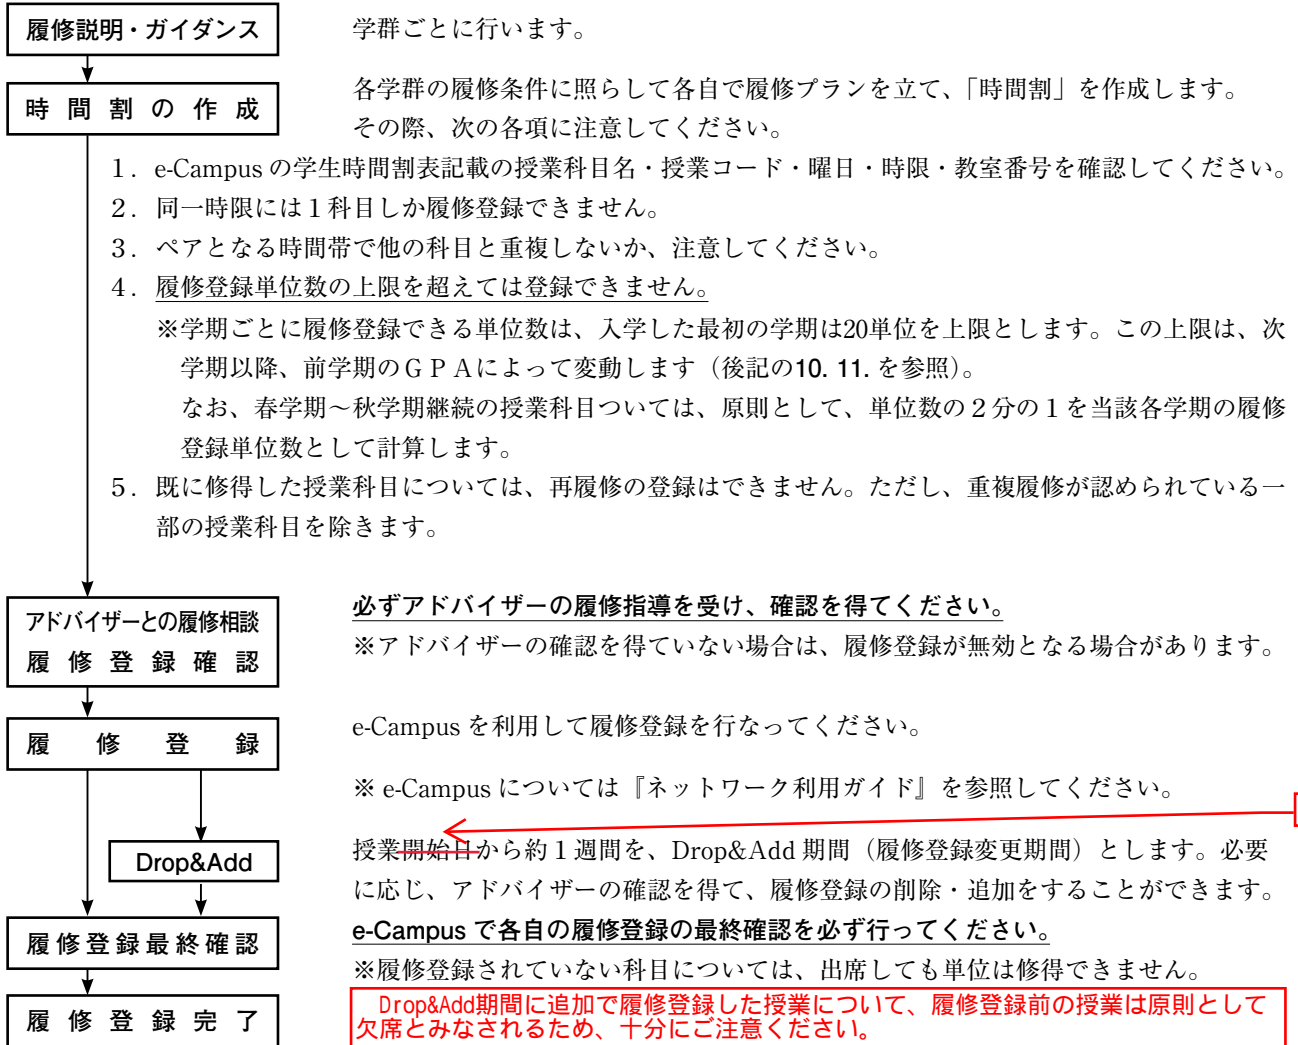 履修説明・ガイダンス
学群ごとに行います。
時間割の作成
各学群の履修条件に照らして各自で履修プランを立て、「時間割」を作成します。
その際、次の各項に注意してください。
1．e-Campus の学生時間割表記載の授業科目名・授業コード・曜日・時限・教室番号を確認してください。
2．同一時限には１科目しか履修登録できません。
3．ペアとなる時間帯で他の科目と重複しないか、注意してください。
4．履修登録単位数の上限を超えては登録できません。
※学期ごとに履修登録できる単位数は、入学した最初の学期は20単位を上限とします。この上限は、次
学期以降、前学期のＧＰＡによって変動します（後記の10. 11. を参照）。
なお、春学期～秋学期継続の授業科目ついては、原則として、単位数の２分の１を当該各学期の履修
登録単位数として計算します。
5．既に修得した授業科目については、再履修の登録はできません。ただし、重複履修が認められている一
部の授業科目を除きます。
アドバイザーとの履修相談
履修登録確認
必ずアドバイザーの履修指導を受け、確認を得てください。
※アドバイザーの確認を得ていない場合は、履修登録が無効となる場合があります。
履修登録
e-Campus を利用して履修登録を行なってください。
※ e-Campus については『ネットワーク利用ガイド』を参照してください。
Drop&Add
授業開始日から約１週間を、Drop&Add 期間（履修登録変更期間）とします。必要
に応じ、アドバイザーの確認を得て、履修登録の削除・追加をすることができます。
履修登録最終確認
e-Campus で各自の履修登録の最終確認を必ず行ってください。
※履修登録されていない科目については、出席しても単位は修得できません。
履修登録完了
Drop&Add期間に追加で履修登録した授業について、履修登録前の授業は原則として
欠席とみなされるため、十分にご注意ください。